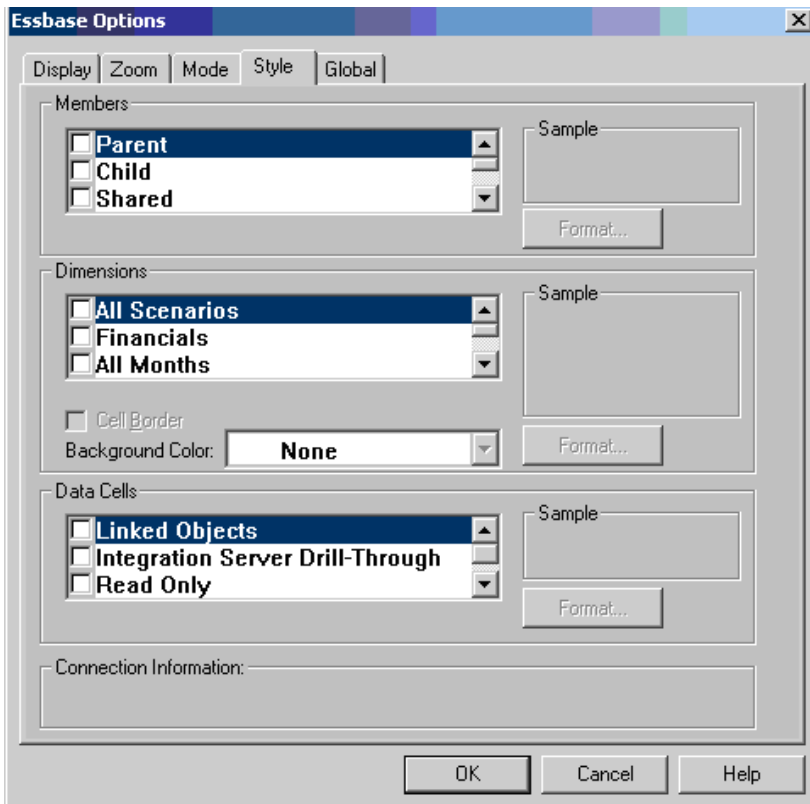 Essbase Options
Display Zoom Mode Style Global
Members
Parent
Child
Shared
Sample
Format...
Dimensions
All Scenarios
Financials
All Months
Sample
Cell Border
Background Color: None
Format...
Data Cells
Linked Objects
Integration Server Drill-Through
Read Only
Sample
Format...
Connection Information:
OK Cancel Help